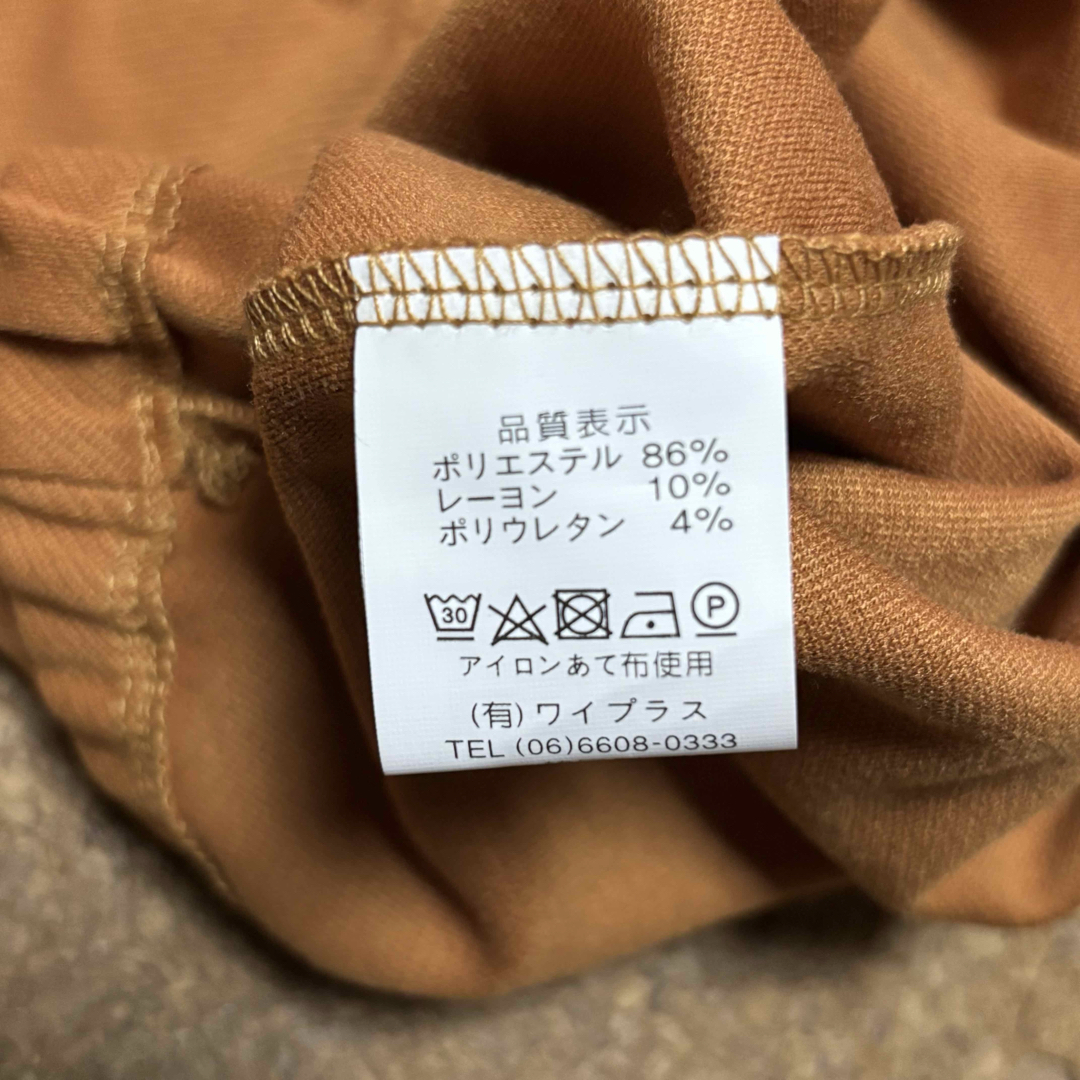 品質表示
ポリエステル 86%
レーヨン 10%
ポリウレタン 4%
30 P
アイロンあて布使用
(有)ワイプラス
TEL (06)6608-0333